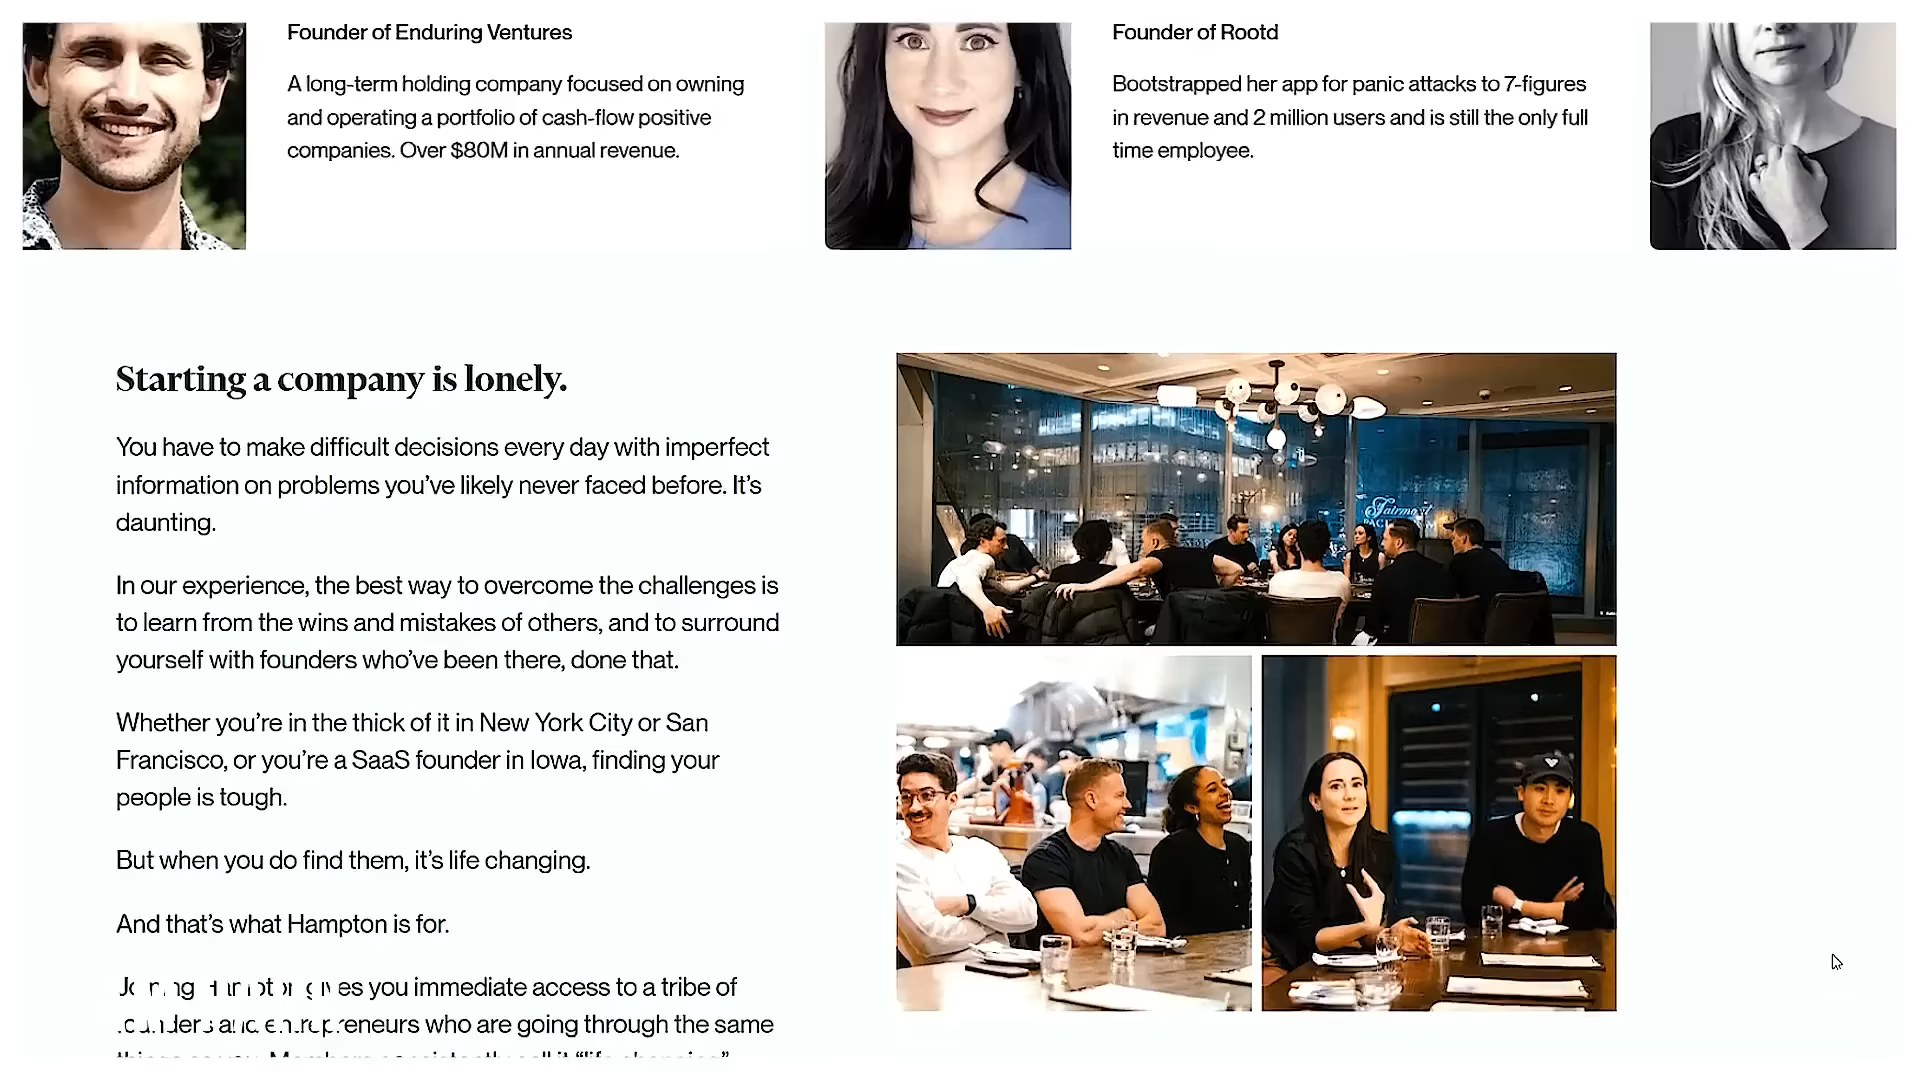 Founder of Enduring Ventures
A long-term holding company focused on owning
and operating a portfolio of cash-flow positive
companies. Over $80M in annual revenue.
Founder of Rootd
Bootstrapped her app for panic attacks to 7-figures
in revenue and 2 million users and is still the only full
time employee.
Starting a company is lonely.
You have to make difficult decisions every day with imperfect
information on problems you’ve likely never faced before. It’s
daunting.
In our experience, the best way to overcome the challenges is
to learn from the wins and mistakes of others, and to surround
yourself with founders who’ve been there, done that.
Whether you’re in the thick of it in New York City or San
Francisco, or you’re a SaaS founder in Iowa, finding your
people is tough.
But when you do find them, it’s life changing.
And that’s what Hampton is for.
Joining Hampton gives you immediate access to a tribe of
founders and entrepreneurs who are going through the same
Fairmont